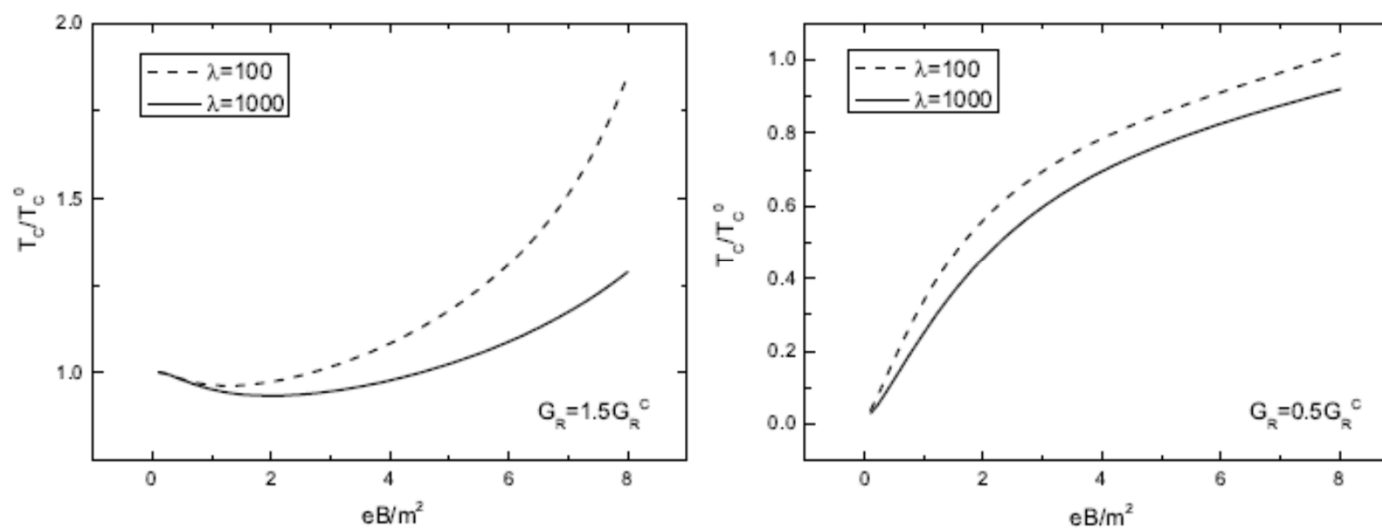 2.0
1.5
1.0
T_C/T_C^0
λ=100
λ=1000
G_R=1.5G_R^C
0 2 4 6 8
eB/m²
1.0
0.8
0.6
0.4
0.2
0.0
T_C/T_C^0
λ=100
λ=1000
G_R=0.5G_R^C
0 2 4 6 8
eB/m²